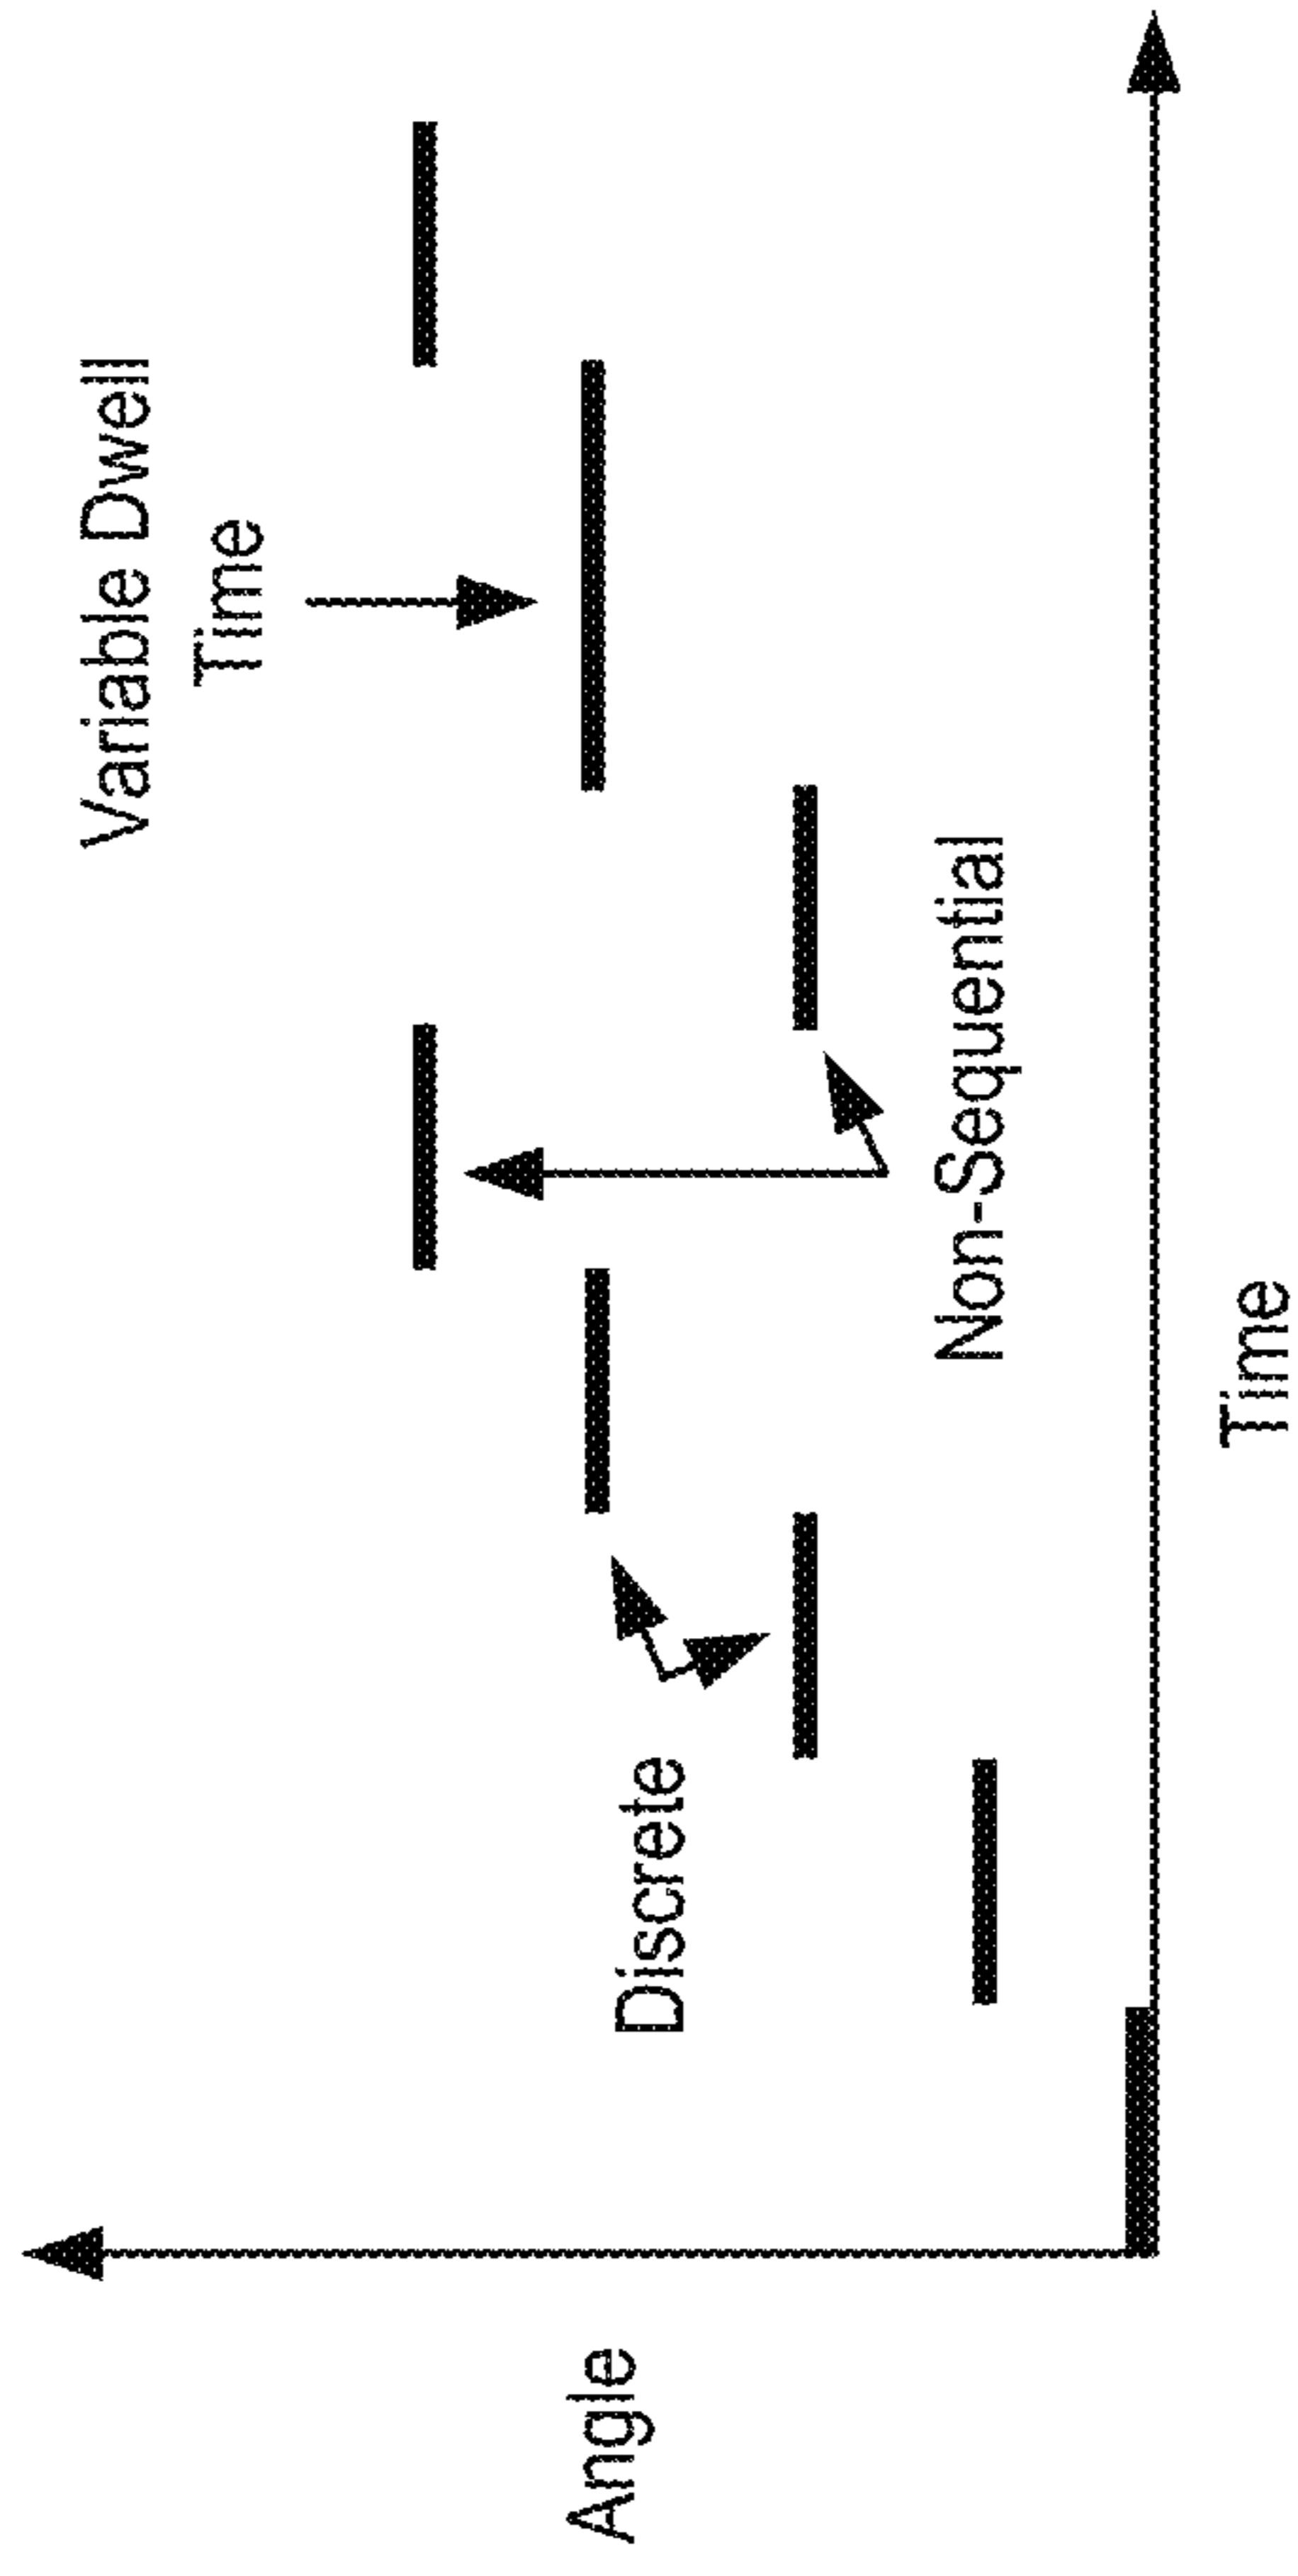 Variable Dwell
Time
Discrete
Non-Sequential
Angle
Time